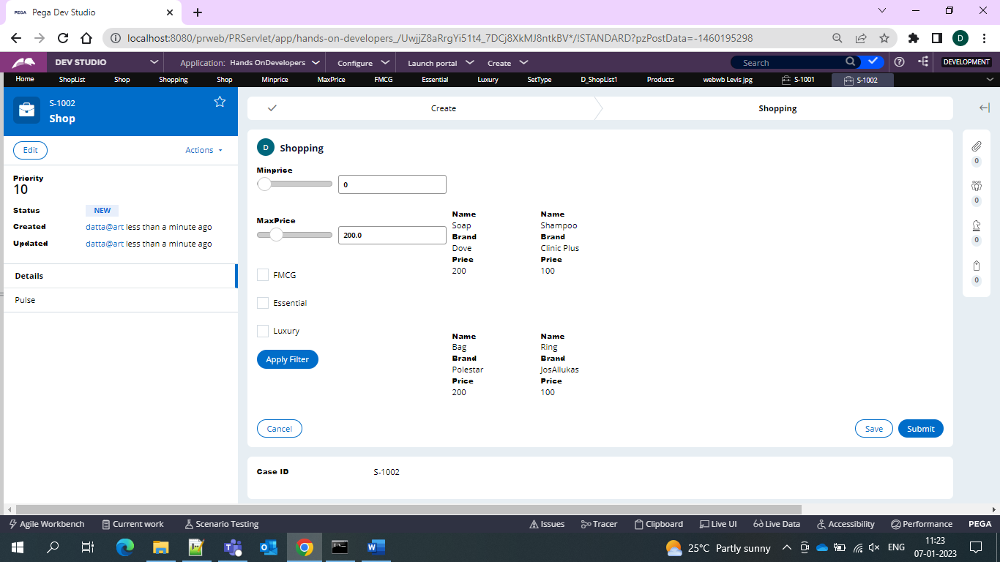 PEGA Pega Dev Studio
localhost:8080/prweb/PRServlet/app/hands-on-developers_/UwjjZ8aRrgYi51t4_7DCj8XkMJ8ntkBV*/!STANDARD?pzPostData=-1460195298
D
DEV STUDIO Application: Hands OnDevelopers Configure Launch portal Create Search DEVELOPMENT
Home ShopList Shop Shopping Shop Minprice MaxPrice FMCG Essential Luxury SetType D_ShopList1 Products webwb Levis jpg S-1001 S-1002
S-1002
Shop
Edit Actions
Priority
10
Status NEW
Created datta@art less than a minute ago
Updated datta@art less than a minute ago
Details
Pulse
Create Shopping
D Shopping
Minprice
0
MaxPrice
200.0
FMCG
Essential
Luxury
Apply Filter
Name Name
Soap Shampoo
Brand Brand
Dove Clinic Plus
Price Price
200 100
Name Name
Bag Ring
Brand Brand
Polestar JosAllukas
Price Price
200 100
Cancel Save Submit
Case ID S-1002
0
0
0
0
Agile Workbench Current work Scenario Testing Issues Tracer Clipboard Live UI Live Data Accessibility Performance PEGA
25°C Partly sunny ENG 11:23
07-01-2023